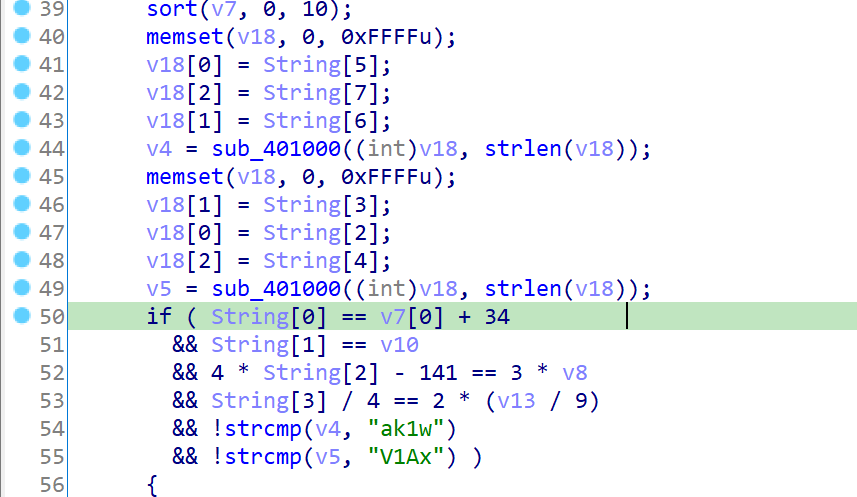 39 sort(v7, 0, 10);
40 memset(v18, 0, 0xFFFFu);
41 v18[0] = String[5];
42 v18[2] = String[7];
43 v18[1] = String[6];
44 v4 = sub_401000((int)v18, strlen(v18));
45 memset(v18, 0, 0xFFFFu);
46 v18[1] = String[3];
47 v18[0] = String[2];
48 v18[2] = String[4];
49 v5 = sub_401000((int)v18, strlen(v18));
50 if ( String[0] == v7[0] + 34
51 && String[1] == v10
52 && 4 * String[2] - 141 == 3 * v8
53 && String[3] / 4 == 2 * (v13 / 9)
54 && !strcmp(v4, "ak1w")
55 && !strcmp(v5, "V1Ax") )
56 {